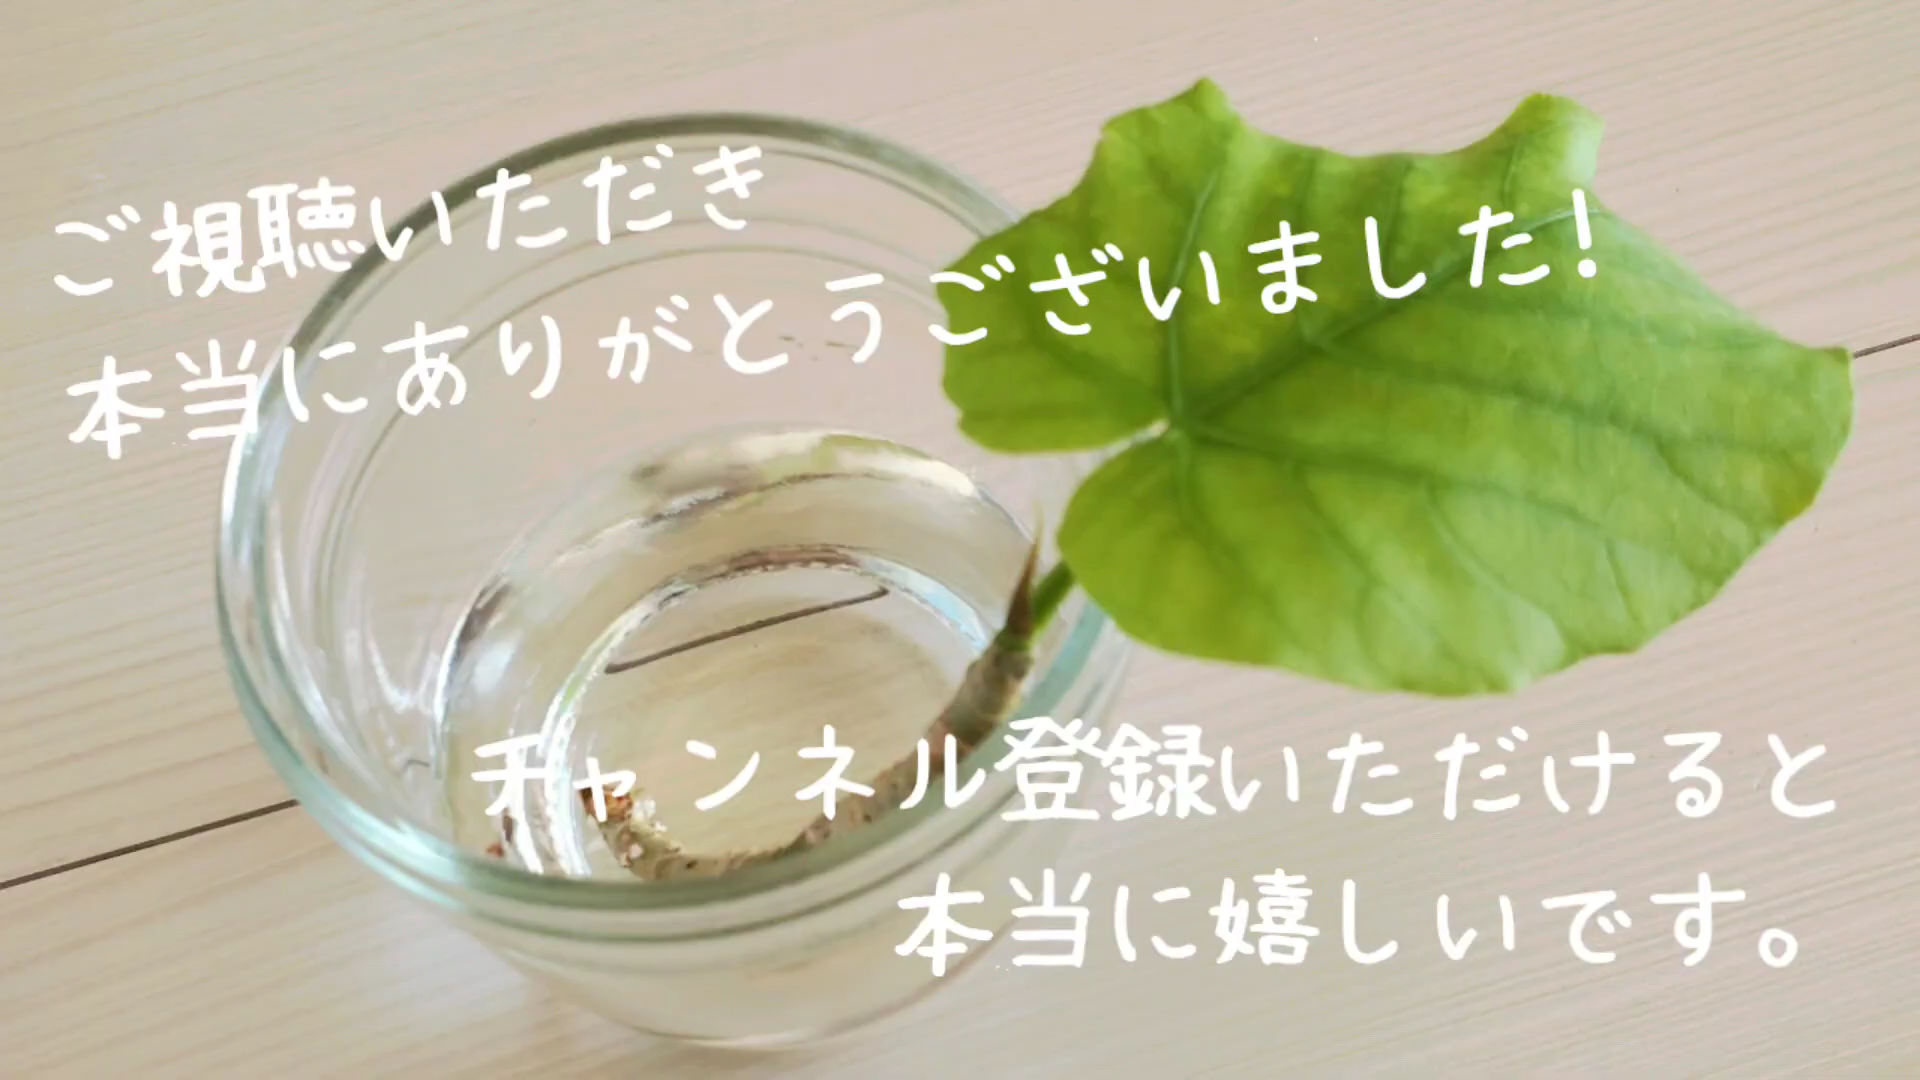 ご視聴いただき
本当にありがとうございました!
チャンネル登録いただけると
本当に嬉しいです。